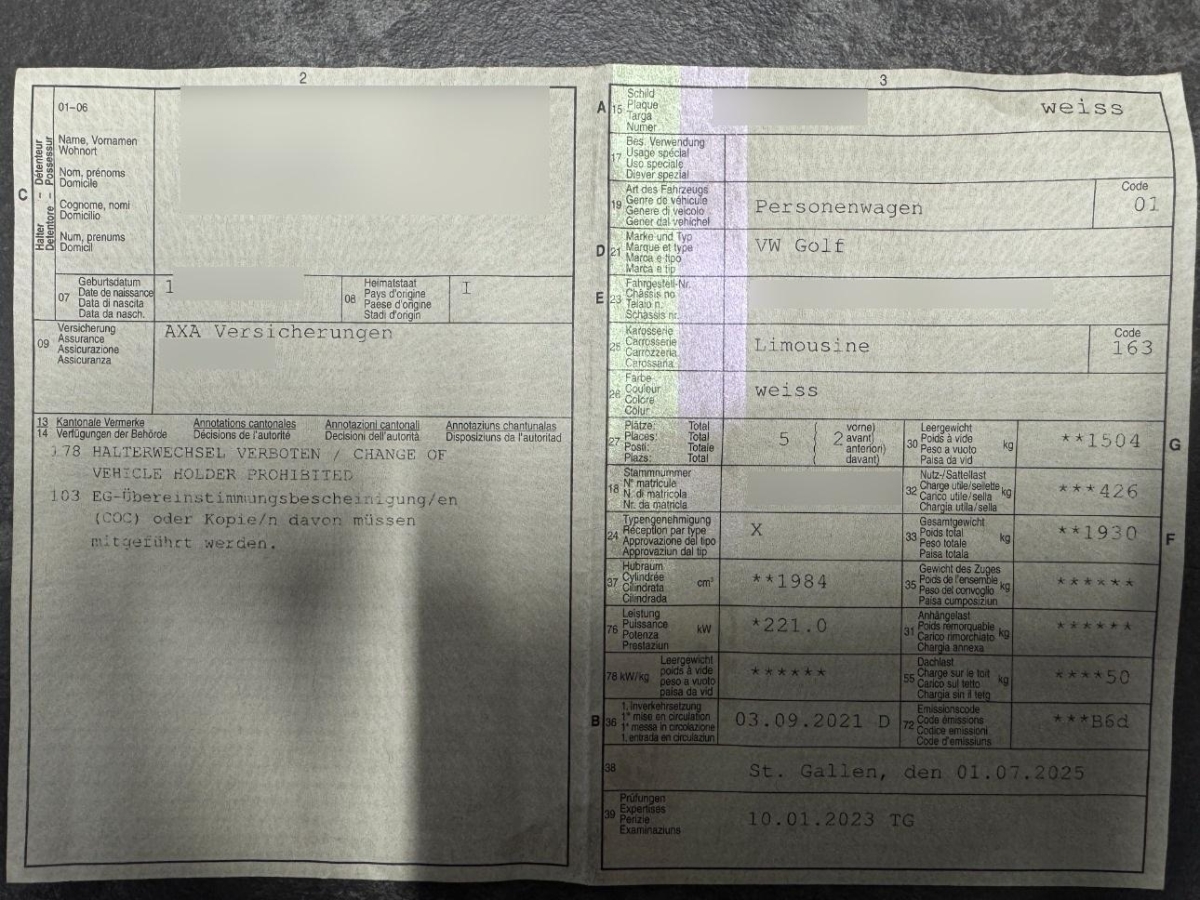 2
01-06
Halter – Détenteur
Detentore – Possessur
C
Name, Vornamen
Wohnort
Nom, prénoms
Domicile
Cognome, nomi
Domicilio
Num, prenums
Domicil
07
Geburtsdatum
Date de naissance
Data di nascita
Data da nasch.
1
08
Heimatstaat
Pays d'origine
Paese d'origine
Stadi d'origin
I
09
Versicherung
Assurance
Assicurazione
Assicuranza
AXA Versicherungen
13 Kantonale Vermerke Annotations cantonales Annotazioni cantonali Annotaziuns chantunalas
14 Verfügungen der Behörde Décisions de l'autorité Decisioni dell'autorità Disposiziuns da l'autoritad
178 HALTERWECHSEL VERBOTEN / CHANGE OF
VEHICLE HOLDER PROHIBITED
103 EG-Übereinstimmungsbescheinigung/en
(COC) oder Kopie/n davon müssen
mitgeführt werden.
3
A
15
Schild
Plaque
Targa
Numer
weiss
17
Bes. Verwendung
Usage spécial
Uso speciale
Diever spezial
19
Art des Fahrzeugs
Genre de véhicule
Genere di veicolo
Gener dal vehichel
Personenwagen
Code
01
D
21
Marke und Typ
Marque et type
Marca e tipo
Marca e tip
VW Golf
E
23
Fahrgestell-Nr.
Châssis no
Telaio n.
Schassis nr.
25
Karosserie
Carrosserie
Carrozzeria
Carossaria
Limousine
Code
163
26
Farbe
Couleur
Colore
Colur
weiss
27
Plätze: Total
Places: Total
Posti: Totale
Plazs: Total
5
( 2 vorne)
avant)
anteriori)
( davant)
30
Leergewicht
Poids à vide
Peso a vuoto
Paisa da vid
kg
**1504
G
18
Stammnummer
N° matricule
N. di matricola
Nr. da matricla
32
Nutz-/Sattellast
Charge utile/sellette
Carico utile/sella
Chargia utila/sella
kg
***426
24
Typengenehmigung
Réception par type
Approvazione del tipo
Approvaziun dal tip
X
33
Gesamtgewicht
Poids total
Peso totale
Paisa totala
kg
**1930
F
37
Hubraum
Cylindrée
Cilindrata
Cilindrada
cm³
**1984
35
Gewicht des Zuges
Poids de l'ensemble
Peso del convoglio
Paisa cumposiziun
kg
******
76
Leistung
Puissance
Potenza
Prestaziun
kW
*221.0
31
Anhängelast
Poids remorquable
Carico rimorchiato
Chargia annexa
kg
******
78 kW/kg
Leergewicht
poids à vide
peso a vuoto
paisa da vid
******
55
Dachlast
Charge sur le toit
Carico sul tetto
Chargia sin il tetg
kg
****50
B
36
1. Inverkehrsetzung
1re mise en circulation
1a messa in circolazione
1. entrada en circulaziun
03.09.2021 D
72
Emissionscode
Code émissions
Codice emissioni
Code d'emissiuns
***B6d
38
St. Gallen, den 01.07.2025
39
Prüfungen
Expertises
Perizie
Examinaziuns
10.01.2023 TG